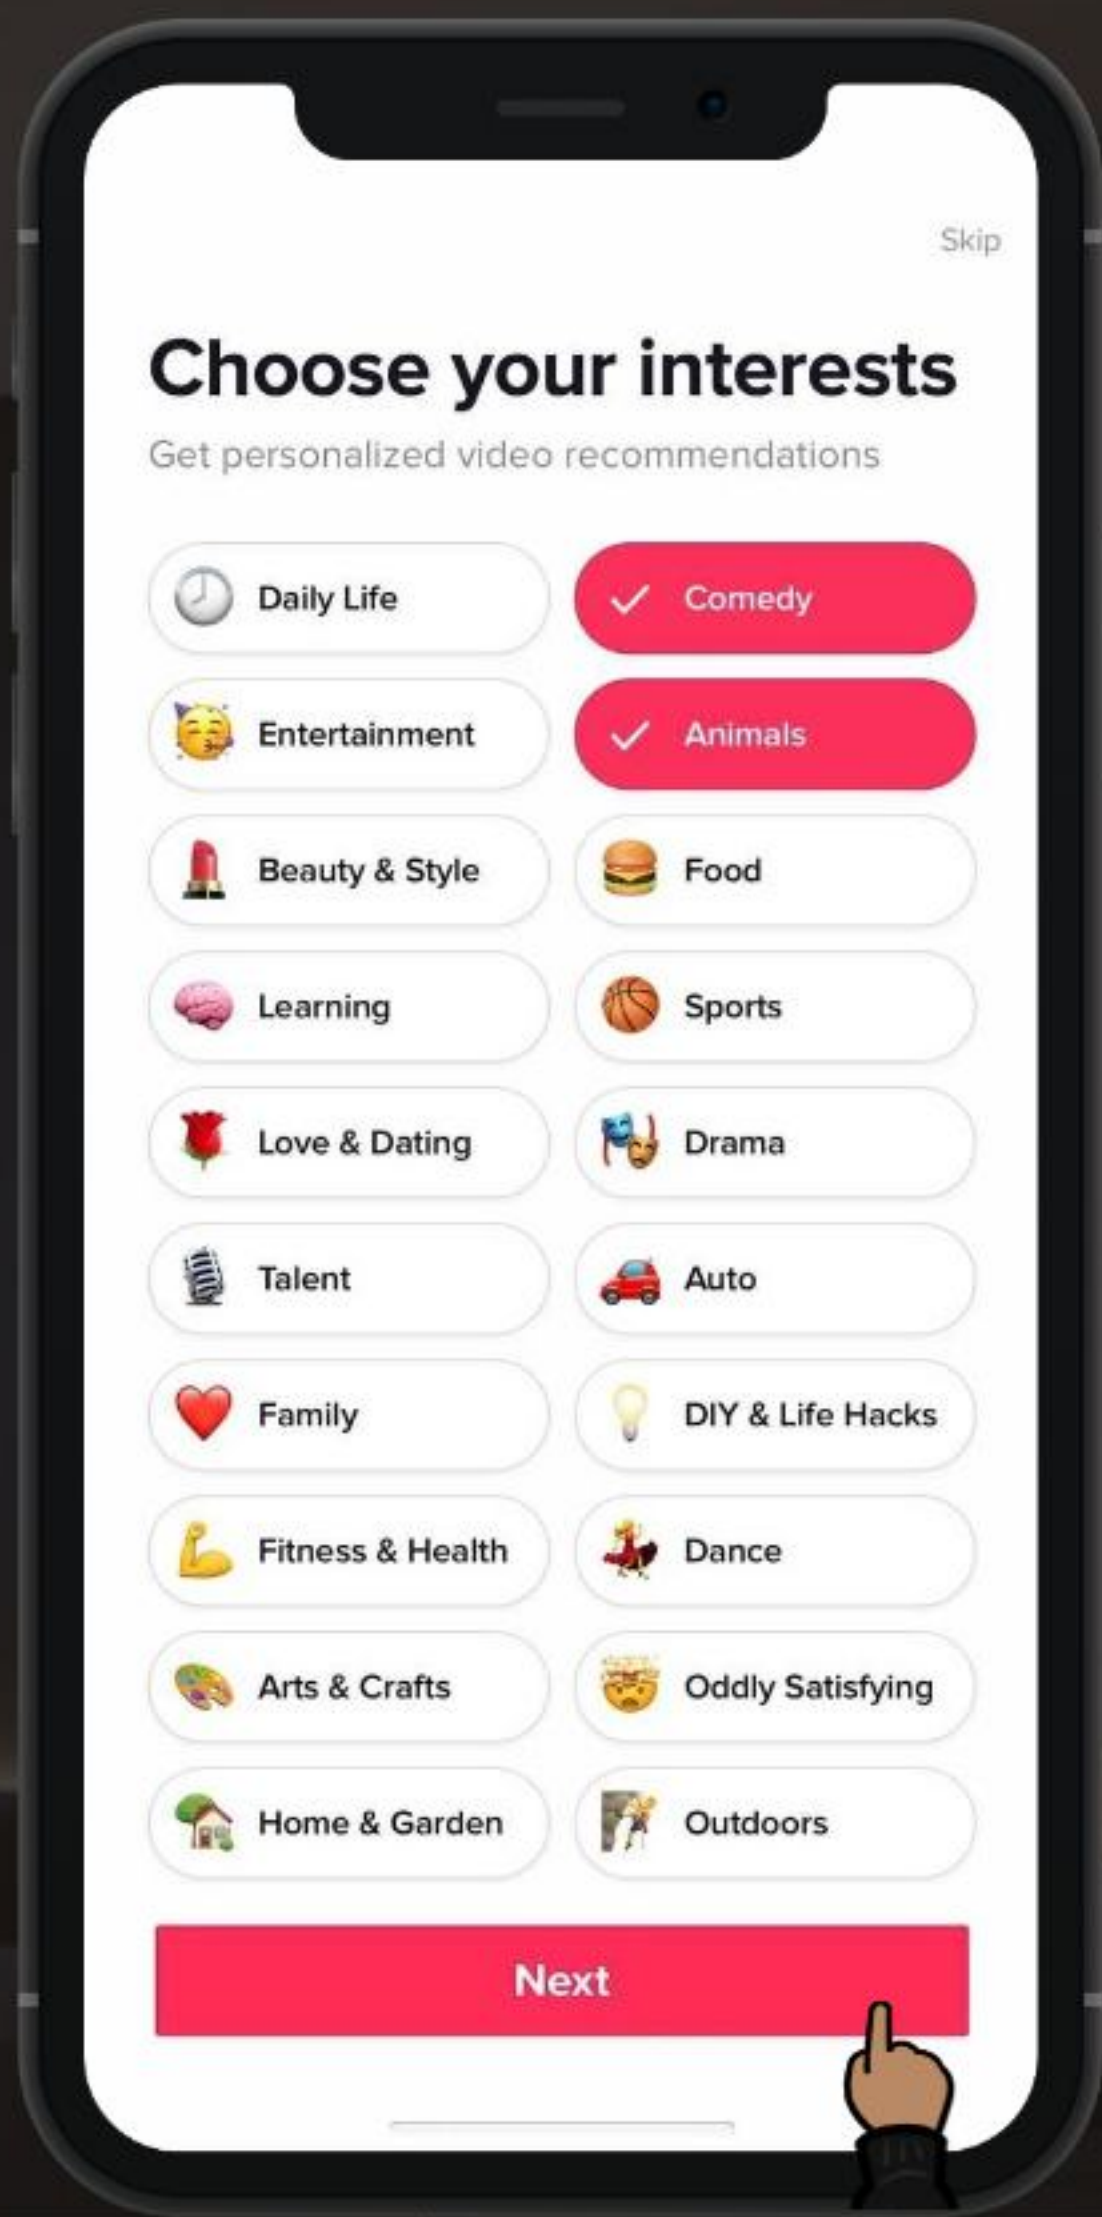 Skip
Choose your interests
Get personalized video recommendations
Daily Life
Comedy
Entertainment
Animals
Beauty & Style
Food
Learning
Sports
Love & Dating
Drama
Talent
Auto
Family
DIY & Life Hacks
Fitness & Health
Dance
Arts & Crafts
Oddly Satisfying
Home & Garden
Outdoors
Next